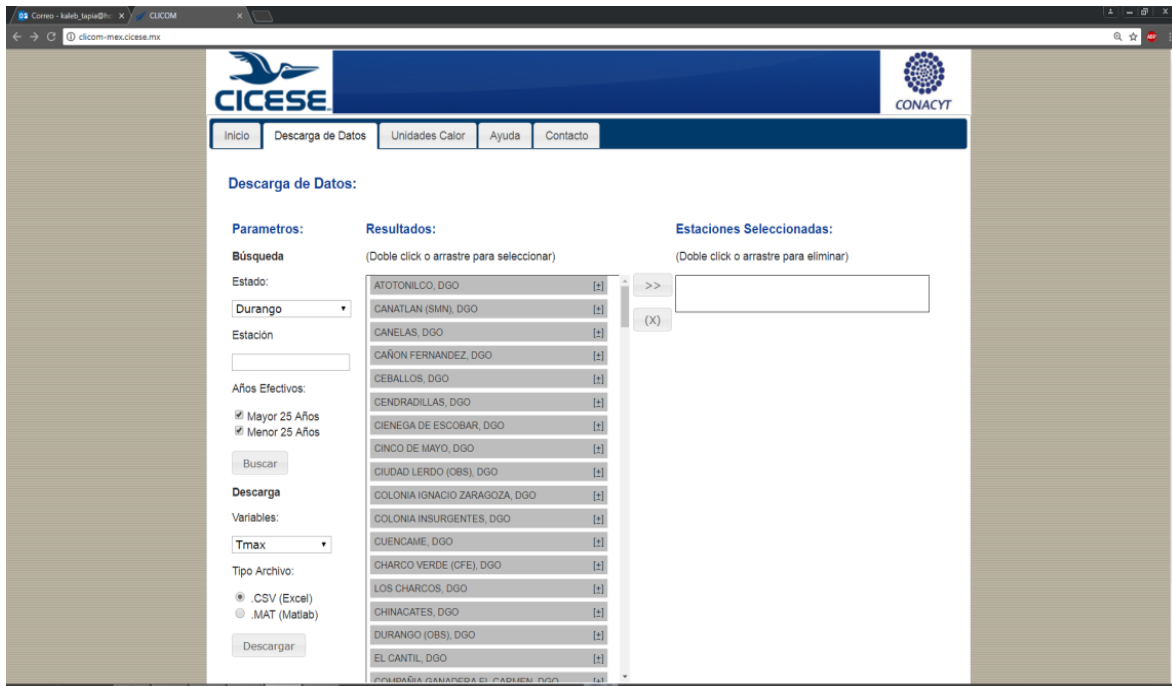 Correo - kaleb_tapia@ho
CLICOM
clicom-mex.cicese.mx
CICESE
CONACYT
Inicio
Descarga de Datos
Unidades Calor
Ayuda
Contacto
Descarga de Datos:
Parametros:
Búsqueda
Estado:
Durango
Estación
Años Efectivos:
Mayor 25 Años
Menor 25 Años
Buscar
Descarga
Variables:
Tmax
Tipo Archivo:
.CSV (Excel)
.MAT (Matlab)
Descargar
Resultados:
(Doble click o arrastre para seleccionar)
ATOTONILCO, DGO [±]
CANATLAN (SMN), DGO [±]
CANELAS, DGO [±]
CAÑON FERNANDEZ, DGO [±]
CEBALLOS, DGO [±]
CENDRADILLAS, DGO [±]
CIENEGA DE ESCOBAR, DGO [±]
CINCO DE MAYO, DGO [±]
CIUDAD LERDO (OBS), DGO [±]
COLONIA IGNACIO ZARAGOZA, DGO [±]
COLONIA INSURGENTES, DGO [±]
CUENCAME, DGO [±]
CHARCO VERDE (CFE), DGO [±]
LOS CHARCOS, DGO [±]
CHINACATES, DGO [±]
DURANGO (OBS), DGO [±]
EL CANTIL, DGO [±]
COMPAÑIA GANADERA EL CARMEN, DGO [±]
>>
(X)
Estaciones Seleccionadas:
(Doble click o arrastre para eliminar)